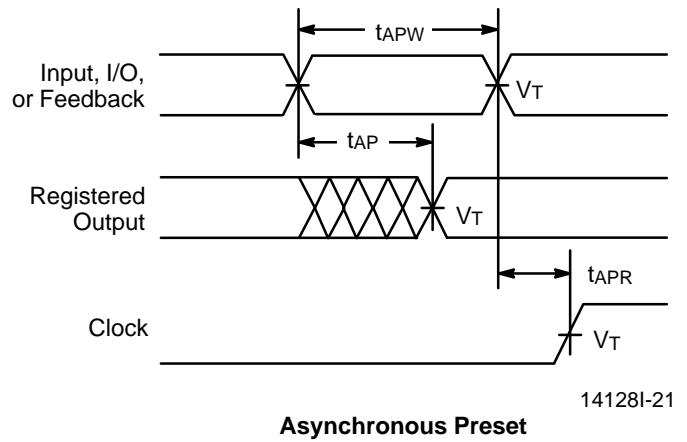 tAPW
Input, I/O,
or Feedback
VT
tAP
Registered
Output
VT
tAPR
Clock
VT
14128I-21
Asynchronous Preset